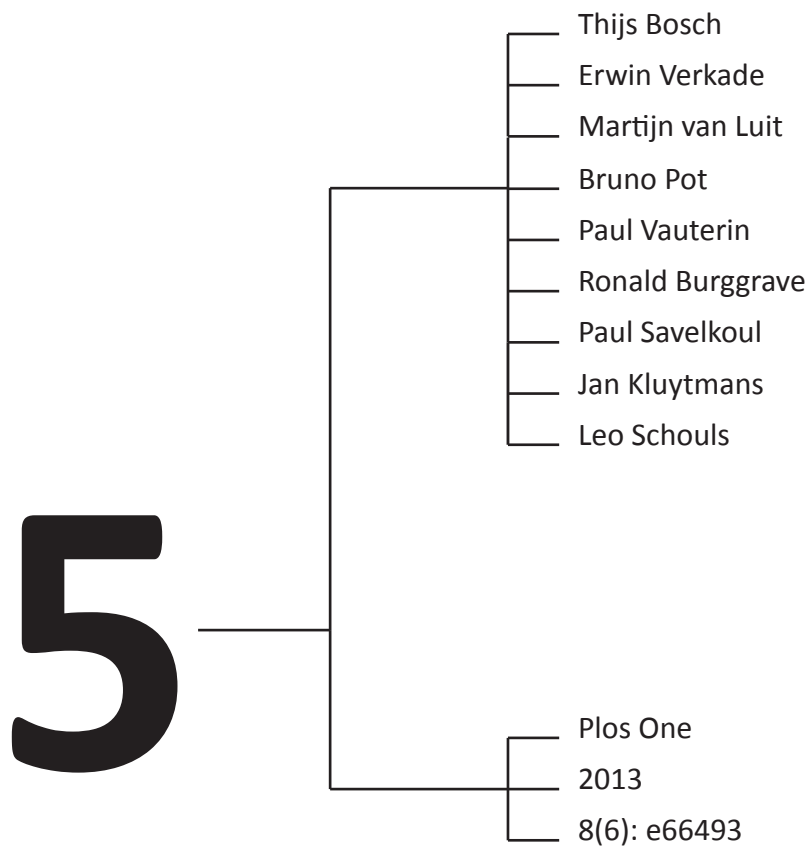 Thijs Bosch
Erwin Verkade
Martijn van Luit
Bruno Pot
Paul Vauterin
Ronald Burggrave
Paul Savelkoul
Jan Kluytmans
Leo Schouls
5
Plos One
2013
8(6): e66493